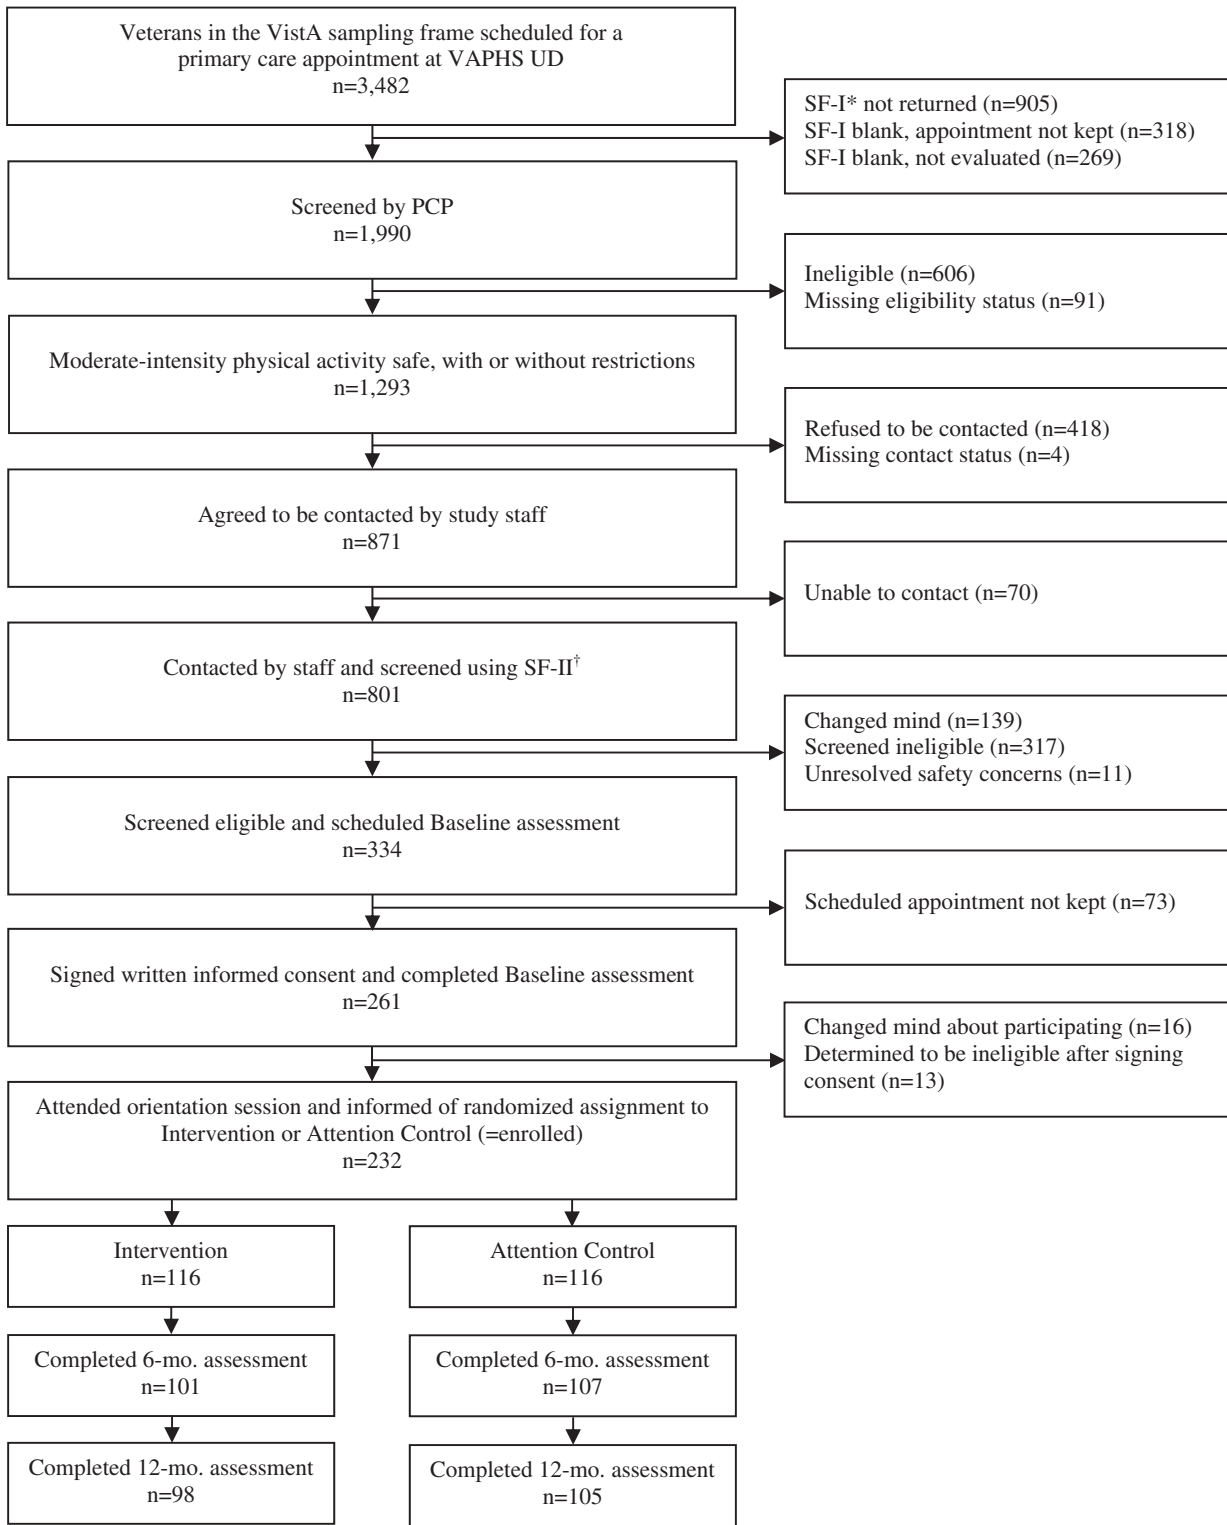 Veterans in the VistA sampling frame scheduled for a
primary care appointment at VAPHS UD
n=3,482
SF-I* not returned (n=905)
SF-I blank, appointment not kept (n=318)
SF-I blank, not evaluated (n=269)
Screened by PCP
n=1,990
Ineligible (n=606)
Missing eligibility status (n=91)
Moderate-intensity physical activity safe, with or without restrictions
n=1,293
Refused to be contacted (n=418)
Missing contact status (n=4)
Agreed to be contacted by study staff
n=871
Unable to contact (n=70)
Contacted by staff and screened using SF-II†
n=801
Changed mind (n=139)
Screened ineligible (n=317)
Unresolved safety concerns (n=11)
Screened eligible and scheduled Baseline assessment
n=334
Scheduled appointment not kept (n=73)
Signed written informed consent and completed Baseline assessment
n=261
Changed mind about participating (n=16)
Determined to be ineligible after signing
consent (n=13)
Attended orientation session and informed of randomized assignment to
Intervention or Attention Control (=enrolled)
n=232
Intervention
n=116
Attention Control
n=116
Completed 6-mo. assessment
n=101
Completed 6-mo. assessment
n=107
Completed 12-mo. assessment
n=98
Completed 12-mo. assessment
n=105